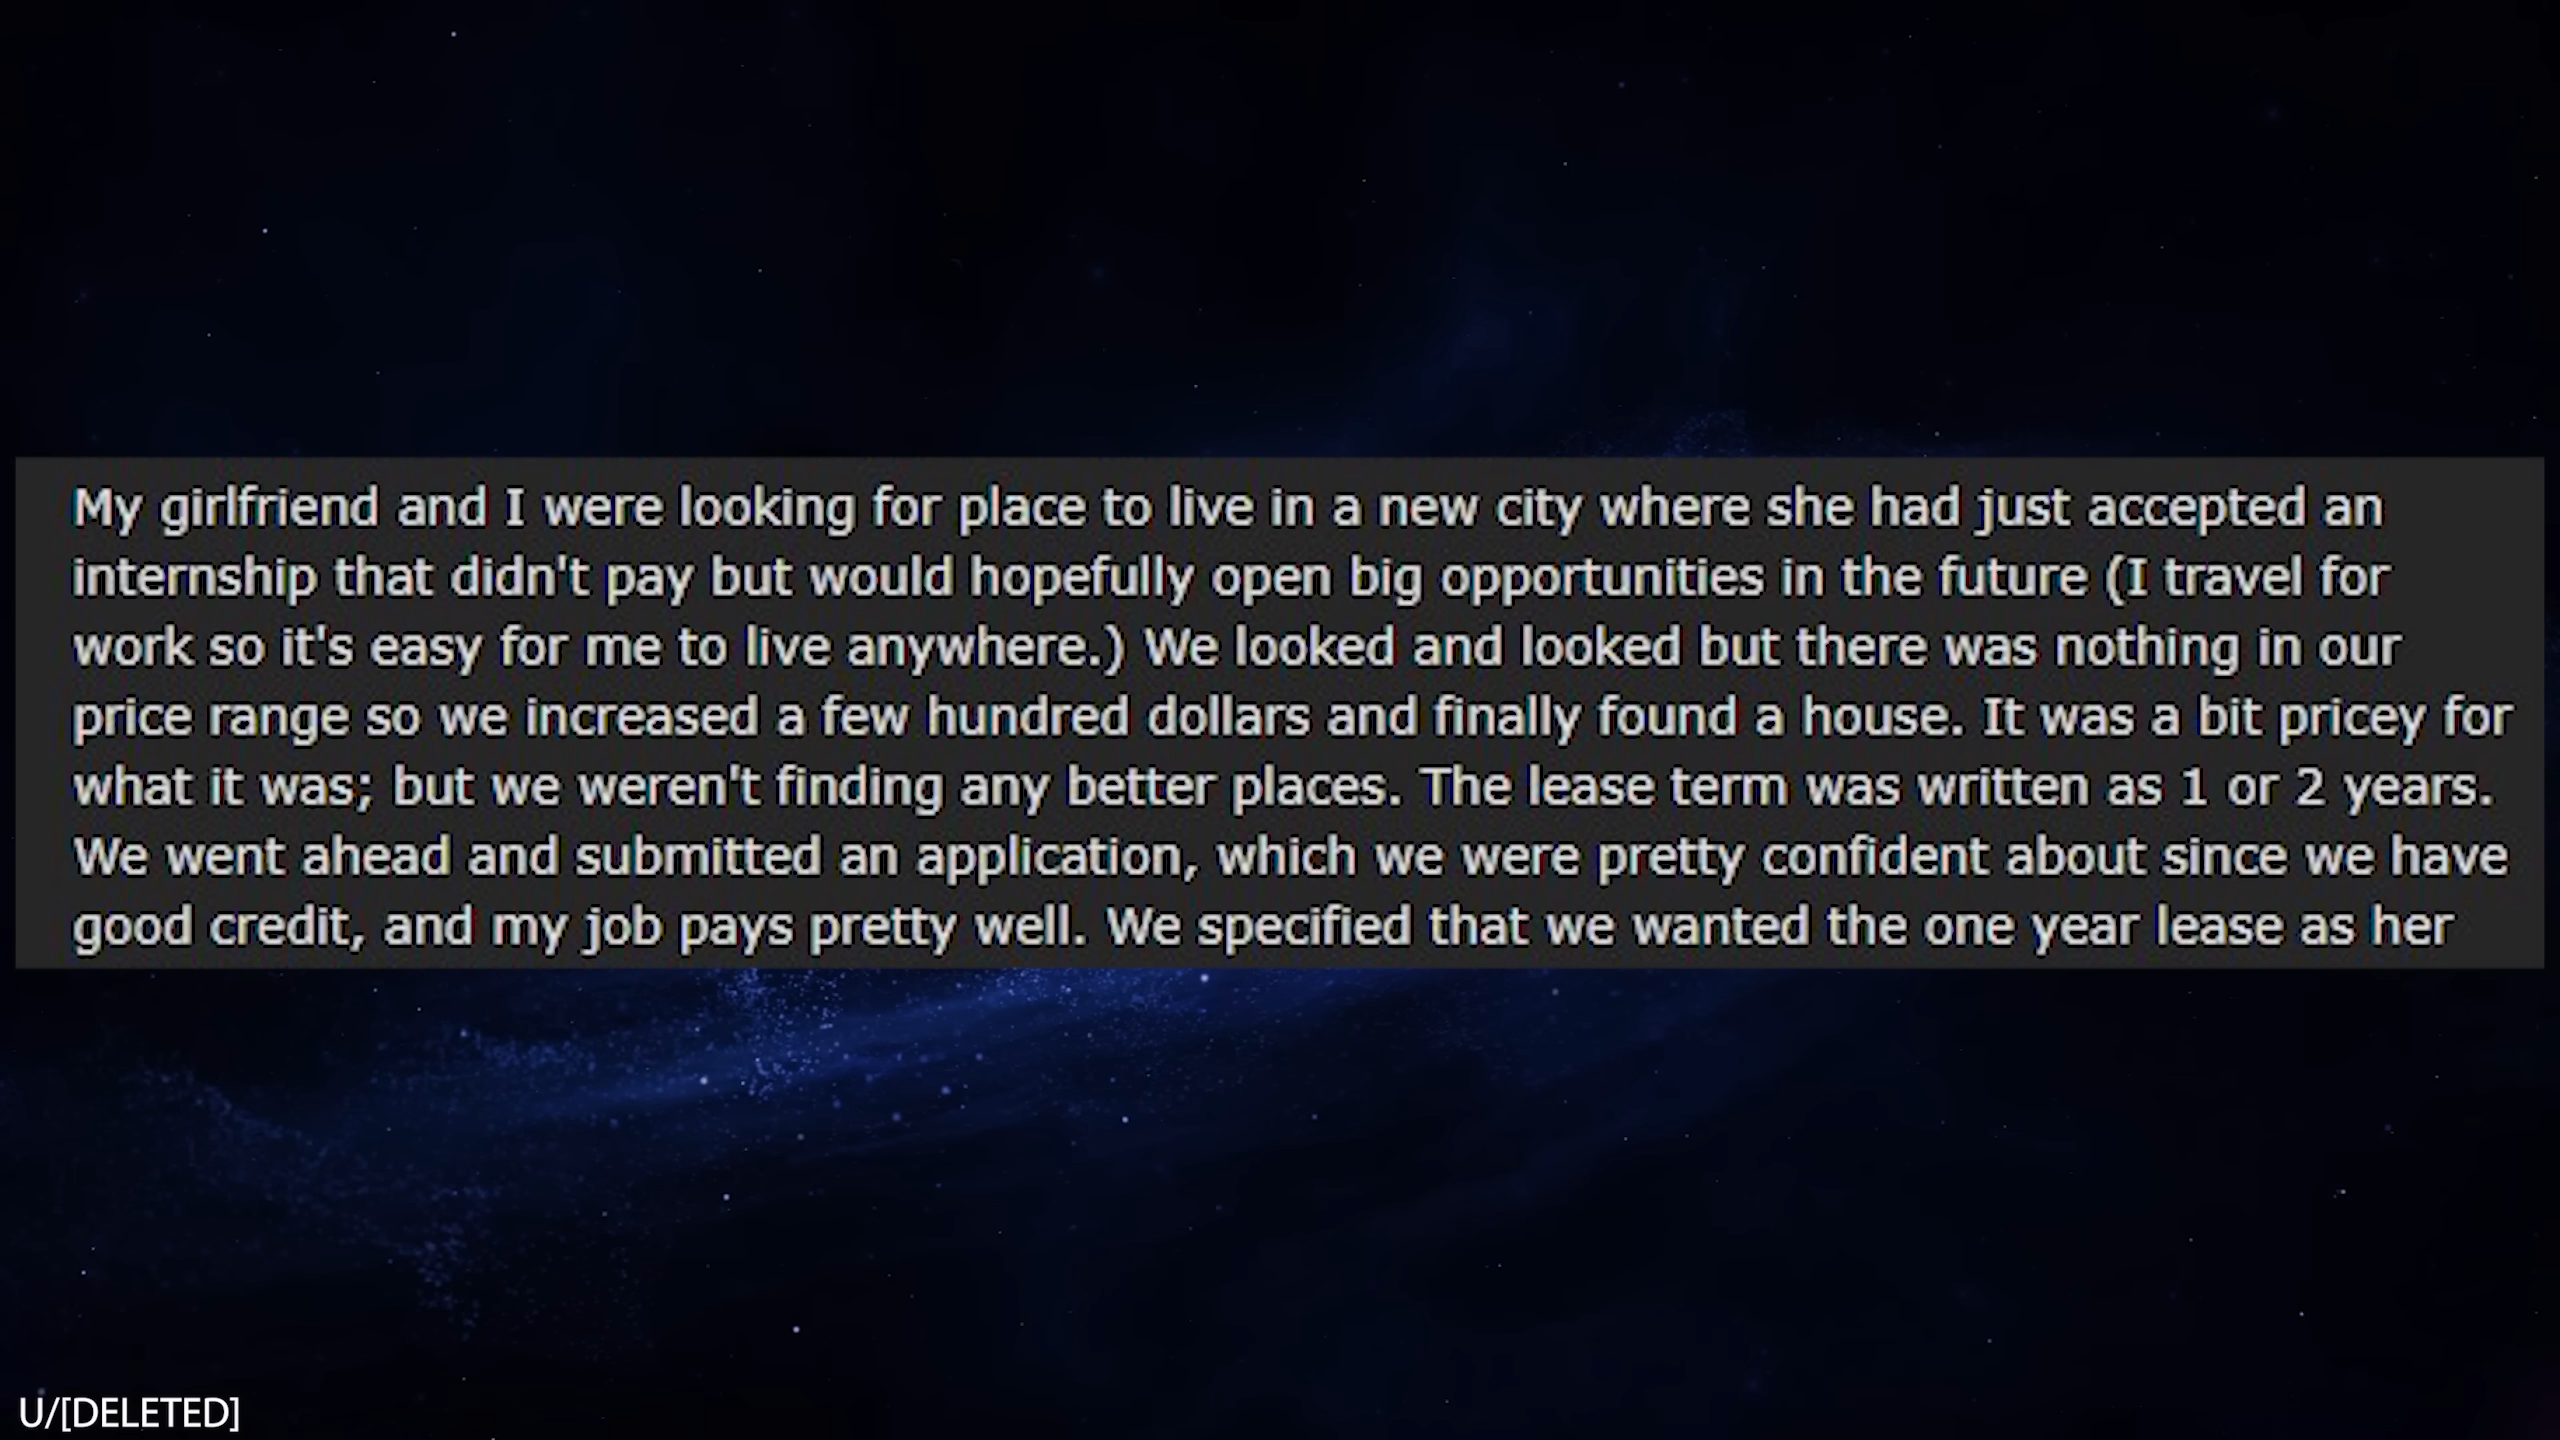 My girlfriend and I were looking for place to live in a new city where she had just accepted an
internship that didn't pay but would hopefully open big opportunities in the future (I travel for
work so it's easy for me to live anywhere.) We looked and looked but there was nothing in our
price range so we increased a few hundred dollars and finally found a house. It was a bit pricey for
what it was; but we weren't finding any better places. The lease term was written as 1 or 2 years.
We went ahead and submitted an application, which we were pretty confident about since we have
good credit, and my job pays pretty well. We specified that we wanted the one year lease as her
U/[DELETED]